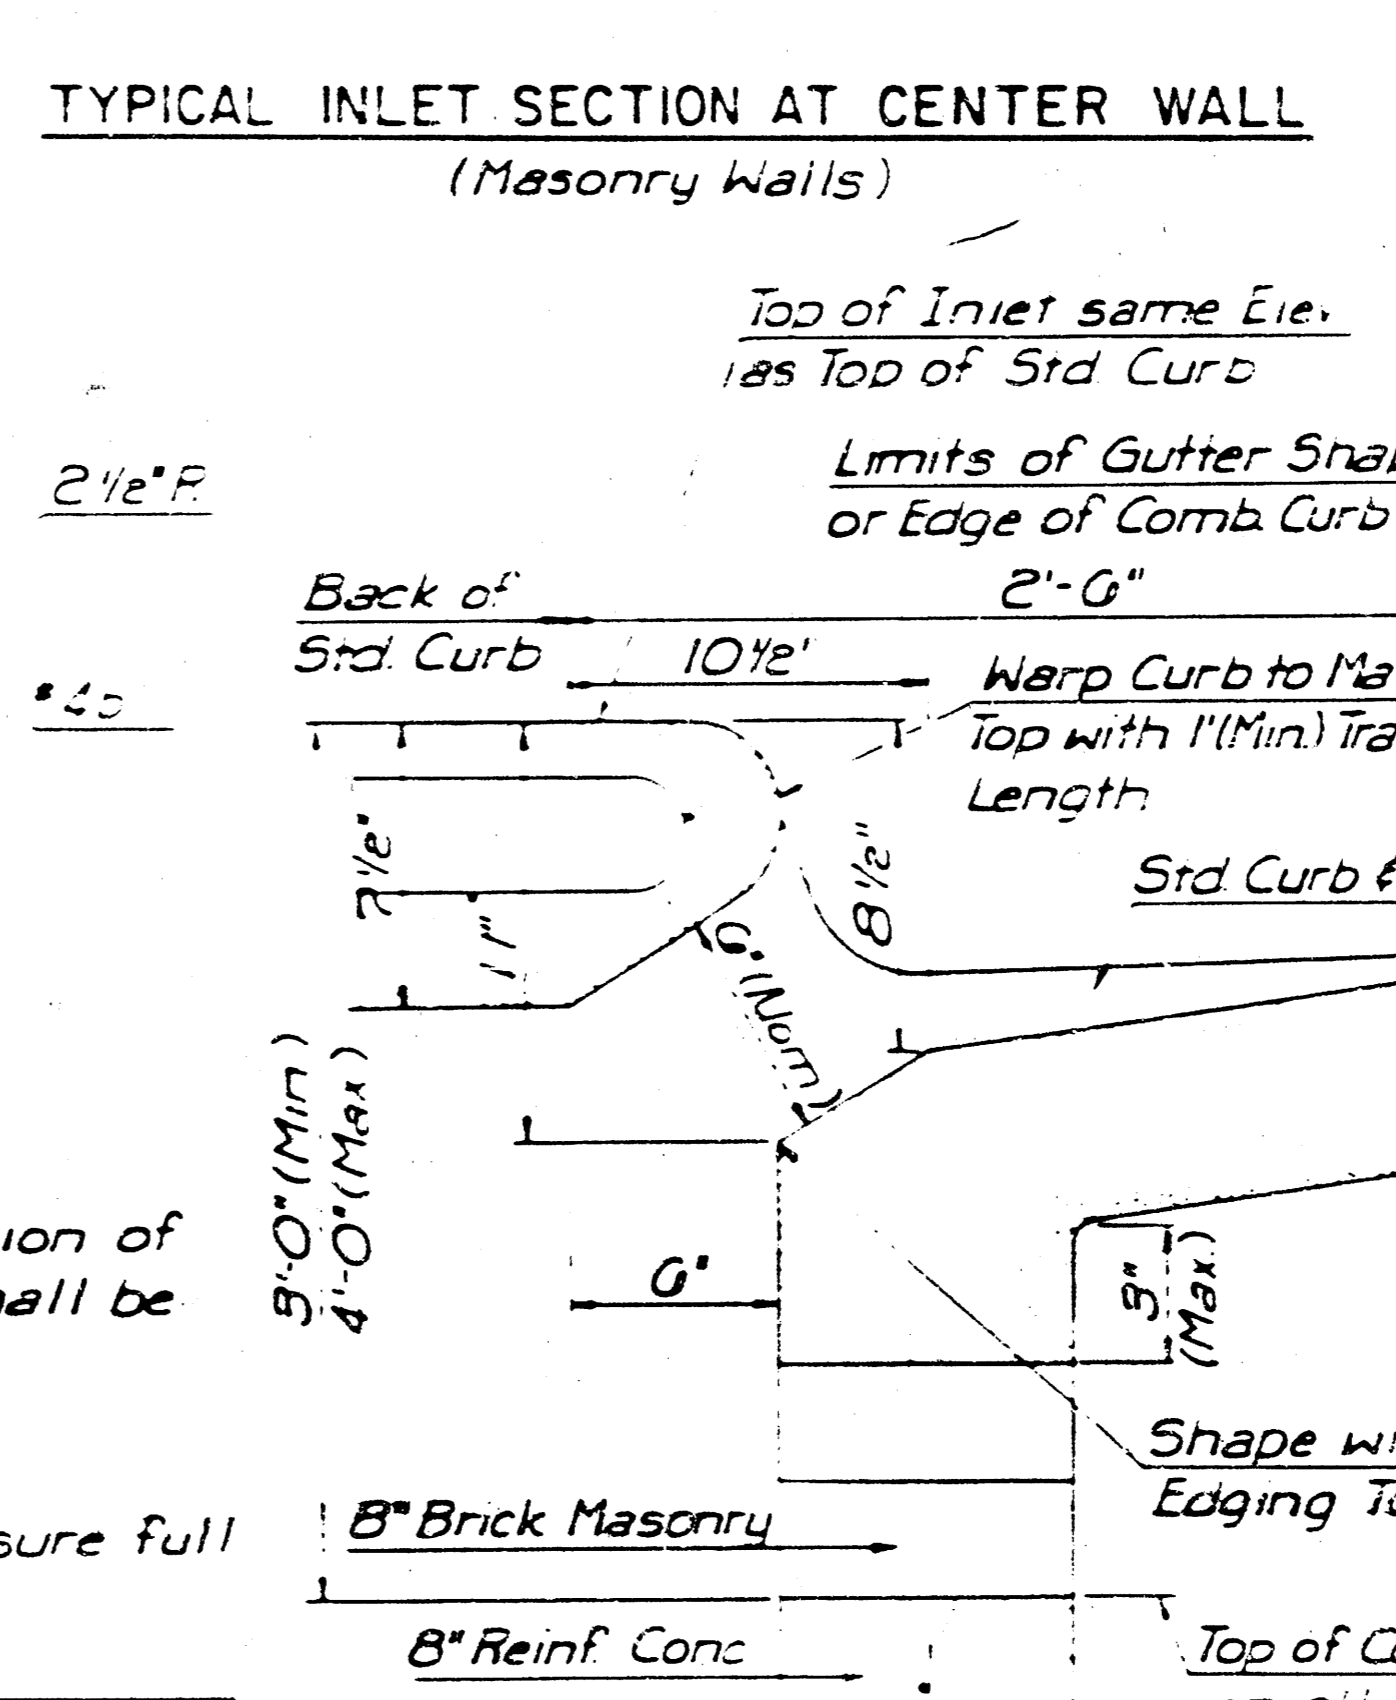 TYPICAL INLET SECTION AT CENTER WALL
(Masonry Walls)
Top of Inlet same Elev.
as Top of Std. Curb
2 1/2" R.
Limits of Gutter
or Edge of Comb. Curb
2'-6"
Back of
Std. Curb
10 1/2"
Warp Curb to
Top with 1'(Min.)
Length
7 1/2"
8 1/2"
Std. Curb
11"
6" (Nom.)
3'-0" (Min.)
4'-0" (Max.)
of
be
6"
3"
(Max.)
Shape
Edging
full
8" Brick Masonry
8" Reinf. Conc.
Top of